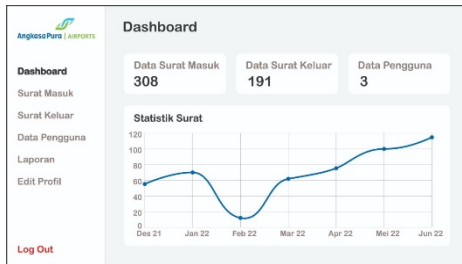 AngkasaPura | AIRPORTS
Dashboard
Surat Masuk
Surat Keluar
Data Pengguna
Laporan
Edit Profil
Log Out
Dashboard
Data Surat Masuk
308
Data Surat Keluar
191
Data Pengguna
3
Statistik Surat
120
100
80
60
40
20
0
Des 21 Jan 22 Feb 22 Mar 22 Apr 22 Mei 22 Jun 22